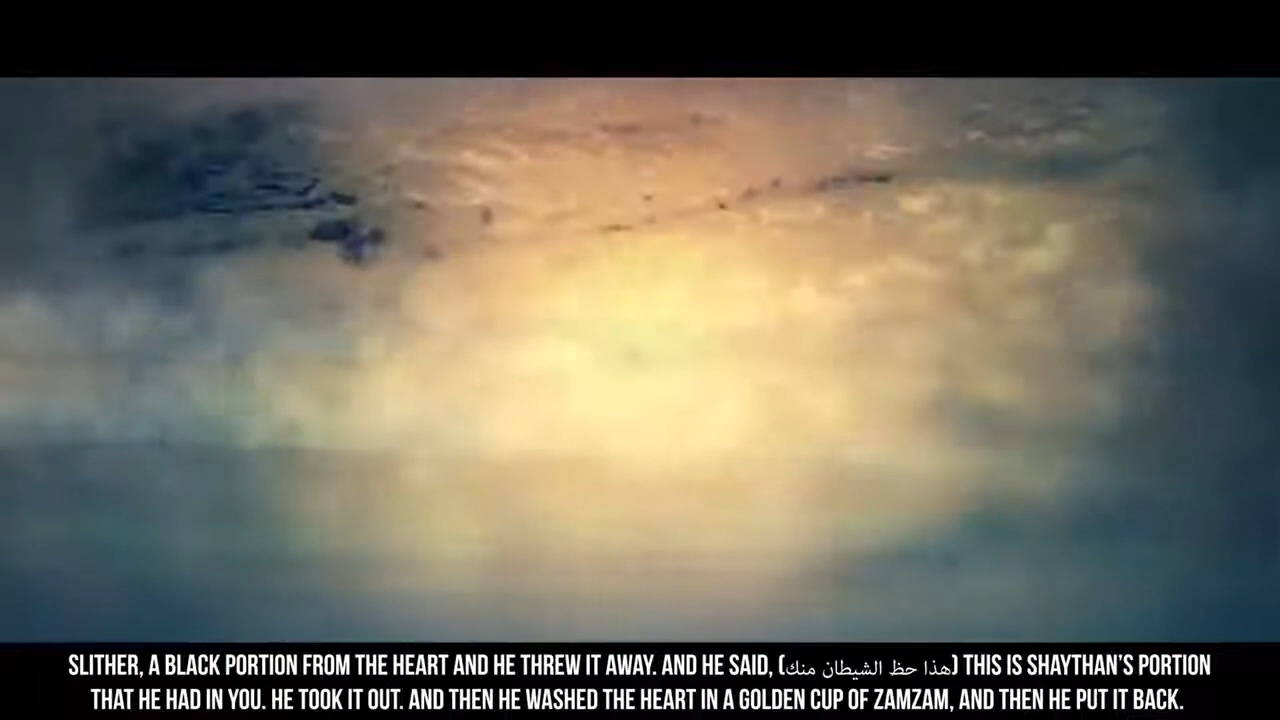 SLITHER, A BLACK PORTION FROM THE HEART AND HE THREW IT AWAY. AND HE SAID, (هذا حظ الشيطان منك) THIS IS SHAYTHAN'S PORTION
THAT HE HAD IN YOU. HE TOOK IT OUT. AND THEN HE WASHED THE HEART IN A GOLDEN CUP OF ZAMZAM, AND THEN HE PUT IT BACK.